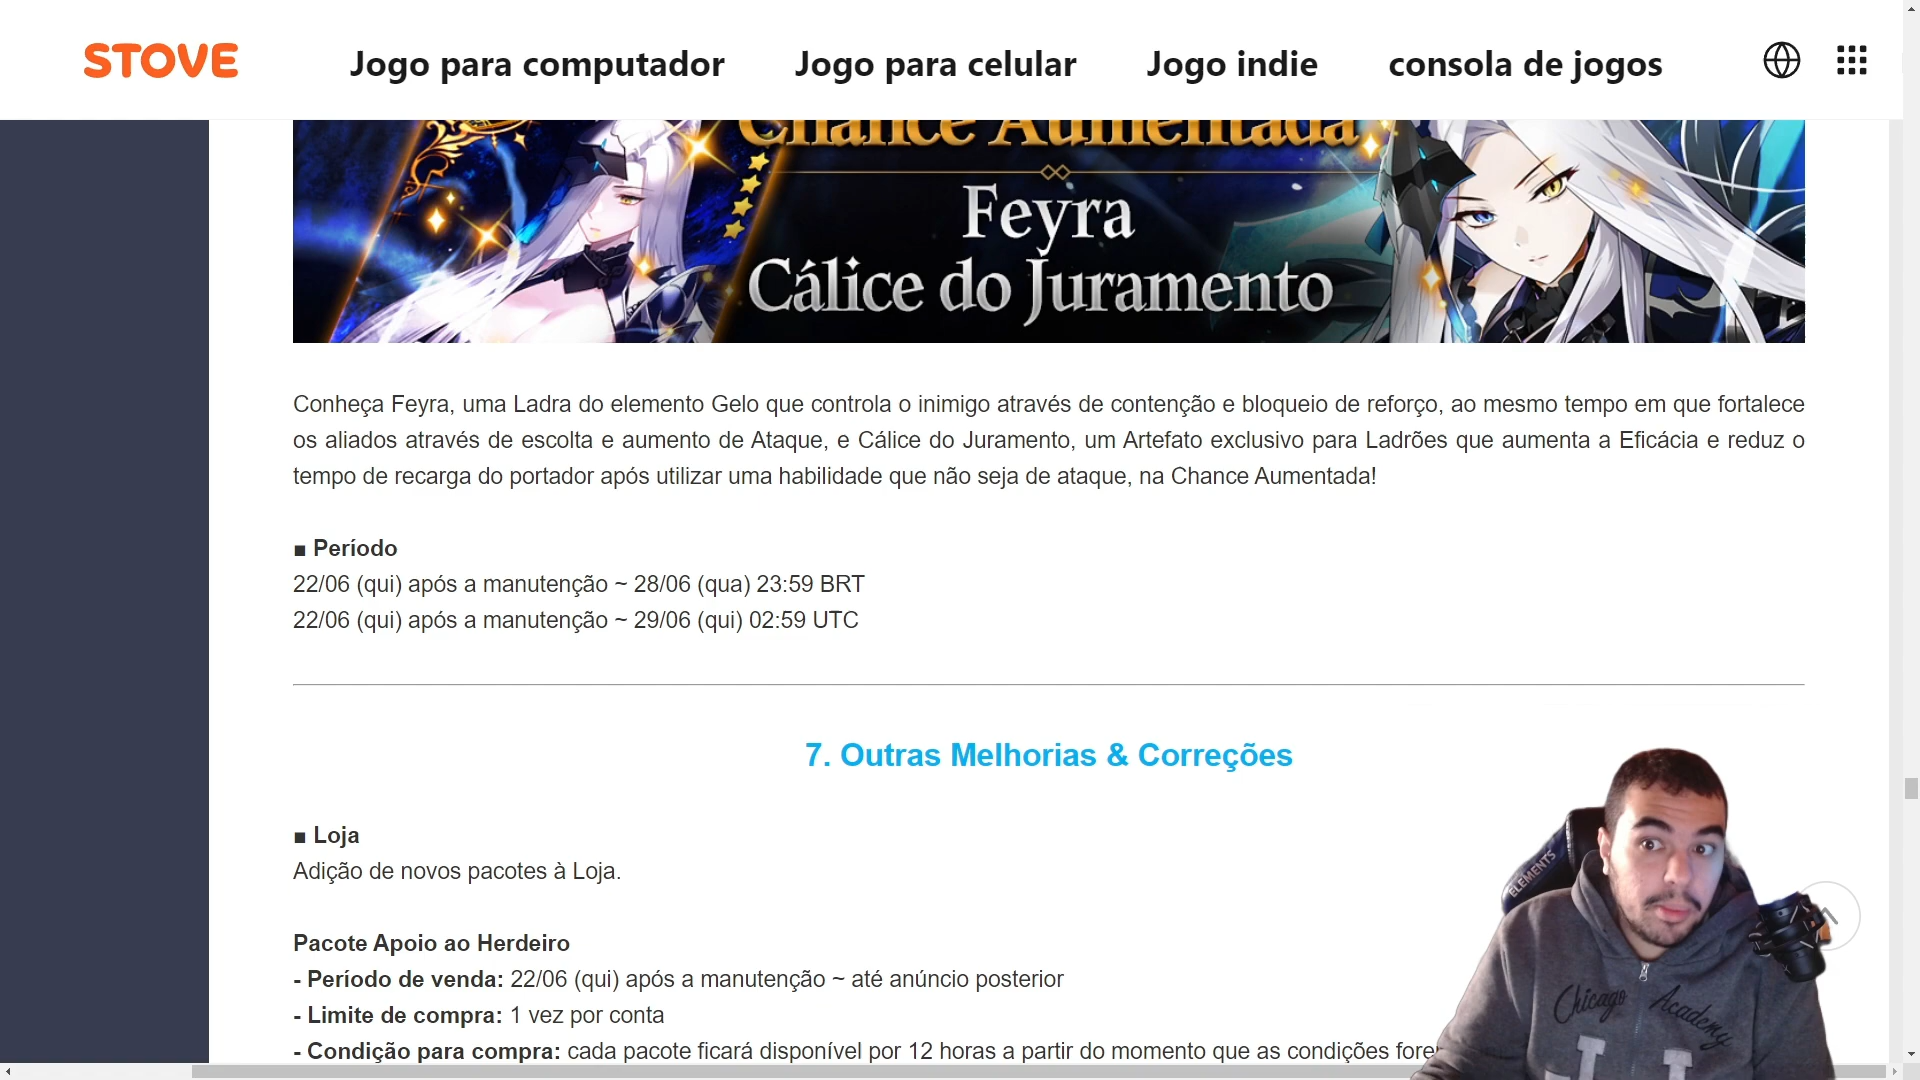 STOVE
Jogo para computador
Jogo para celular
Jogo indie
consola de jogos
Chance Aumentada
Feyra
Cálice do Juramento
Conheça Feyra, uma Ladra do elemento Gelo que controla o inimigo através de contenção e bloqueio de reforço, ao mesmo tempo em que fortalece
os aliados através de escolta e aumento de Ataque, e Cálice do Juramento, um Artefato exclusivo para Ladrões que aumenta a Eficácia e reduz o
tempo de recarga do portador após utilizar uma habilidade que não seja de ataque, na Chance Aumentada!
■ Período
22/06 (qui) após a manutenção ~ 28/06 (qua) 23:59 BRT
22/06 (qui) após a manutenção ~ 29/06 (qui) 02:59 UTC
7. Outras Melhorias & Correções
■ Loja
Adição de novos pacotes à Loja.
Pacote Apoio ao Herdeiro
- Período de venda: 22/06 (qui) após a manutenção ~ até anúncio posterior
- Limite de compra: 1 vez por conta
- Condição para compra: cada pacote ficará disponível por 12 horas a partir do momento que as condições
ELEMENTS
Chicago Academy